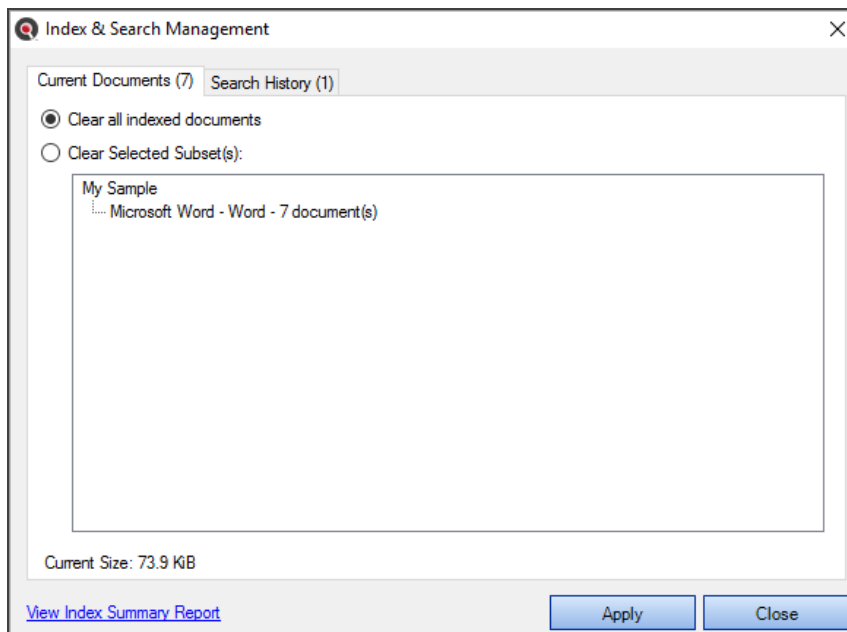 Index & Search Management
Current Documents (7) Search History (1)
Clear all indexed documents
Clear Selected Subset(s):
My Sample
Microsoft Word - Word - 7 document(s)
Current Size: 73.9 KiB
View Index Summary Report Apply Close